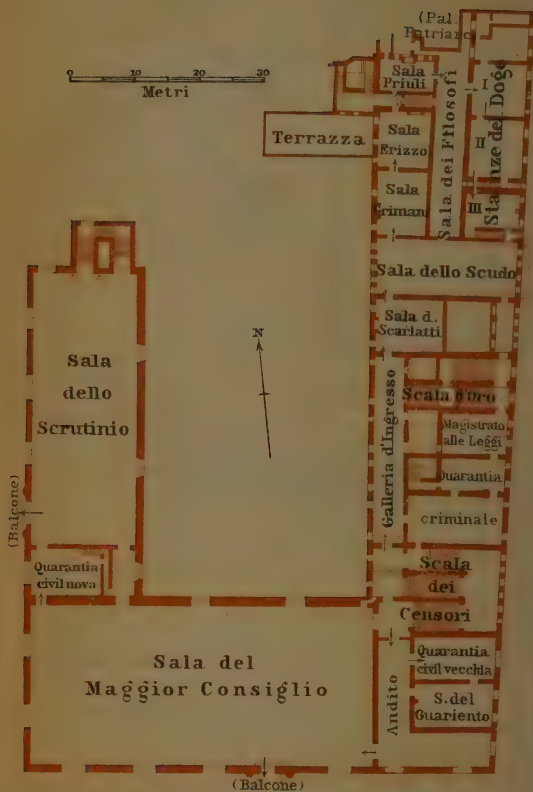 (Pal.
Patriarc
0 10 20 30
Metri
Sala
Priuli
I
Terrazza
Sala
Erizzo
Sala dei Filosofi
II
Stanze del Doge
Sala
Grimani
III
Sala dello Scudo
Sala d.
Scarlatti
N
Sala
dello
Scrutinio
Galleria d'Ingresso
Scala d'Oro
Magistrato
alle Leggi
Quarantia
criminale
(Balcone)
Quarantia
civil nuova
Scala
dei
Censori
Sala del
Maggior Consiglio
Andito
Quarantia
civil vecchia
S. del
Guariento
(Balcone)